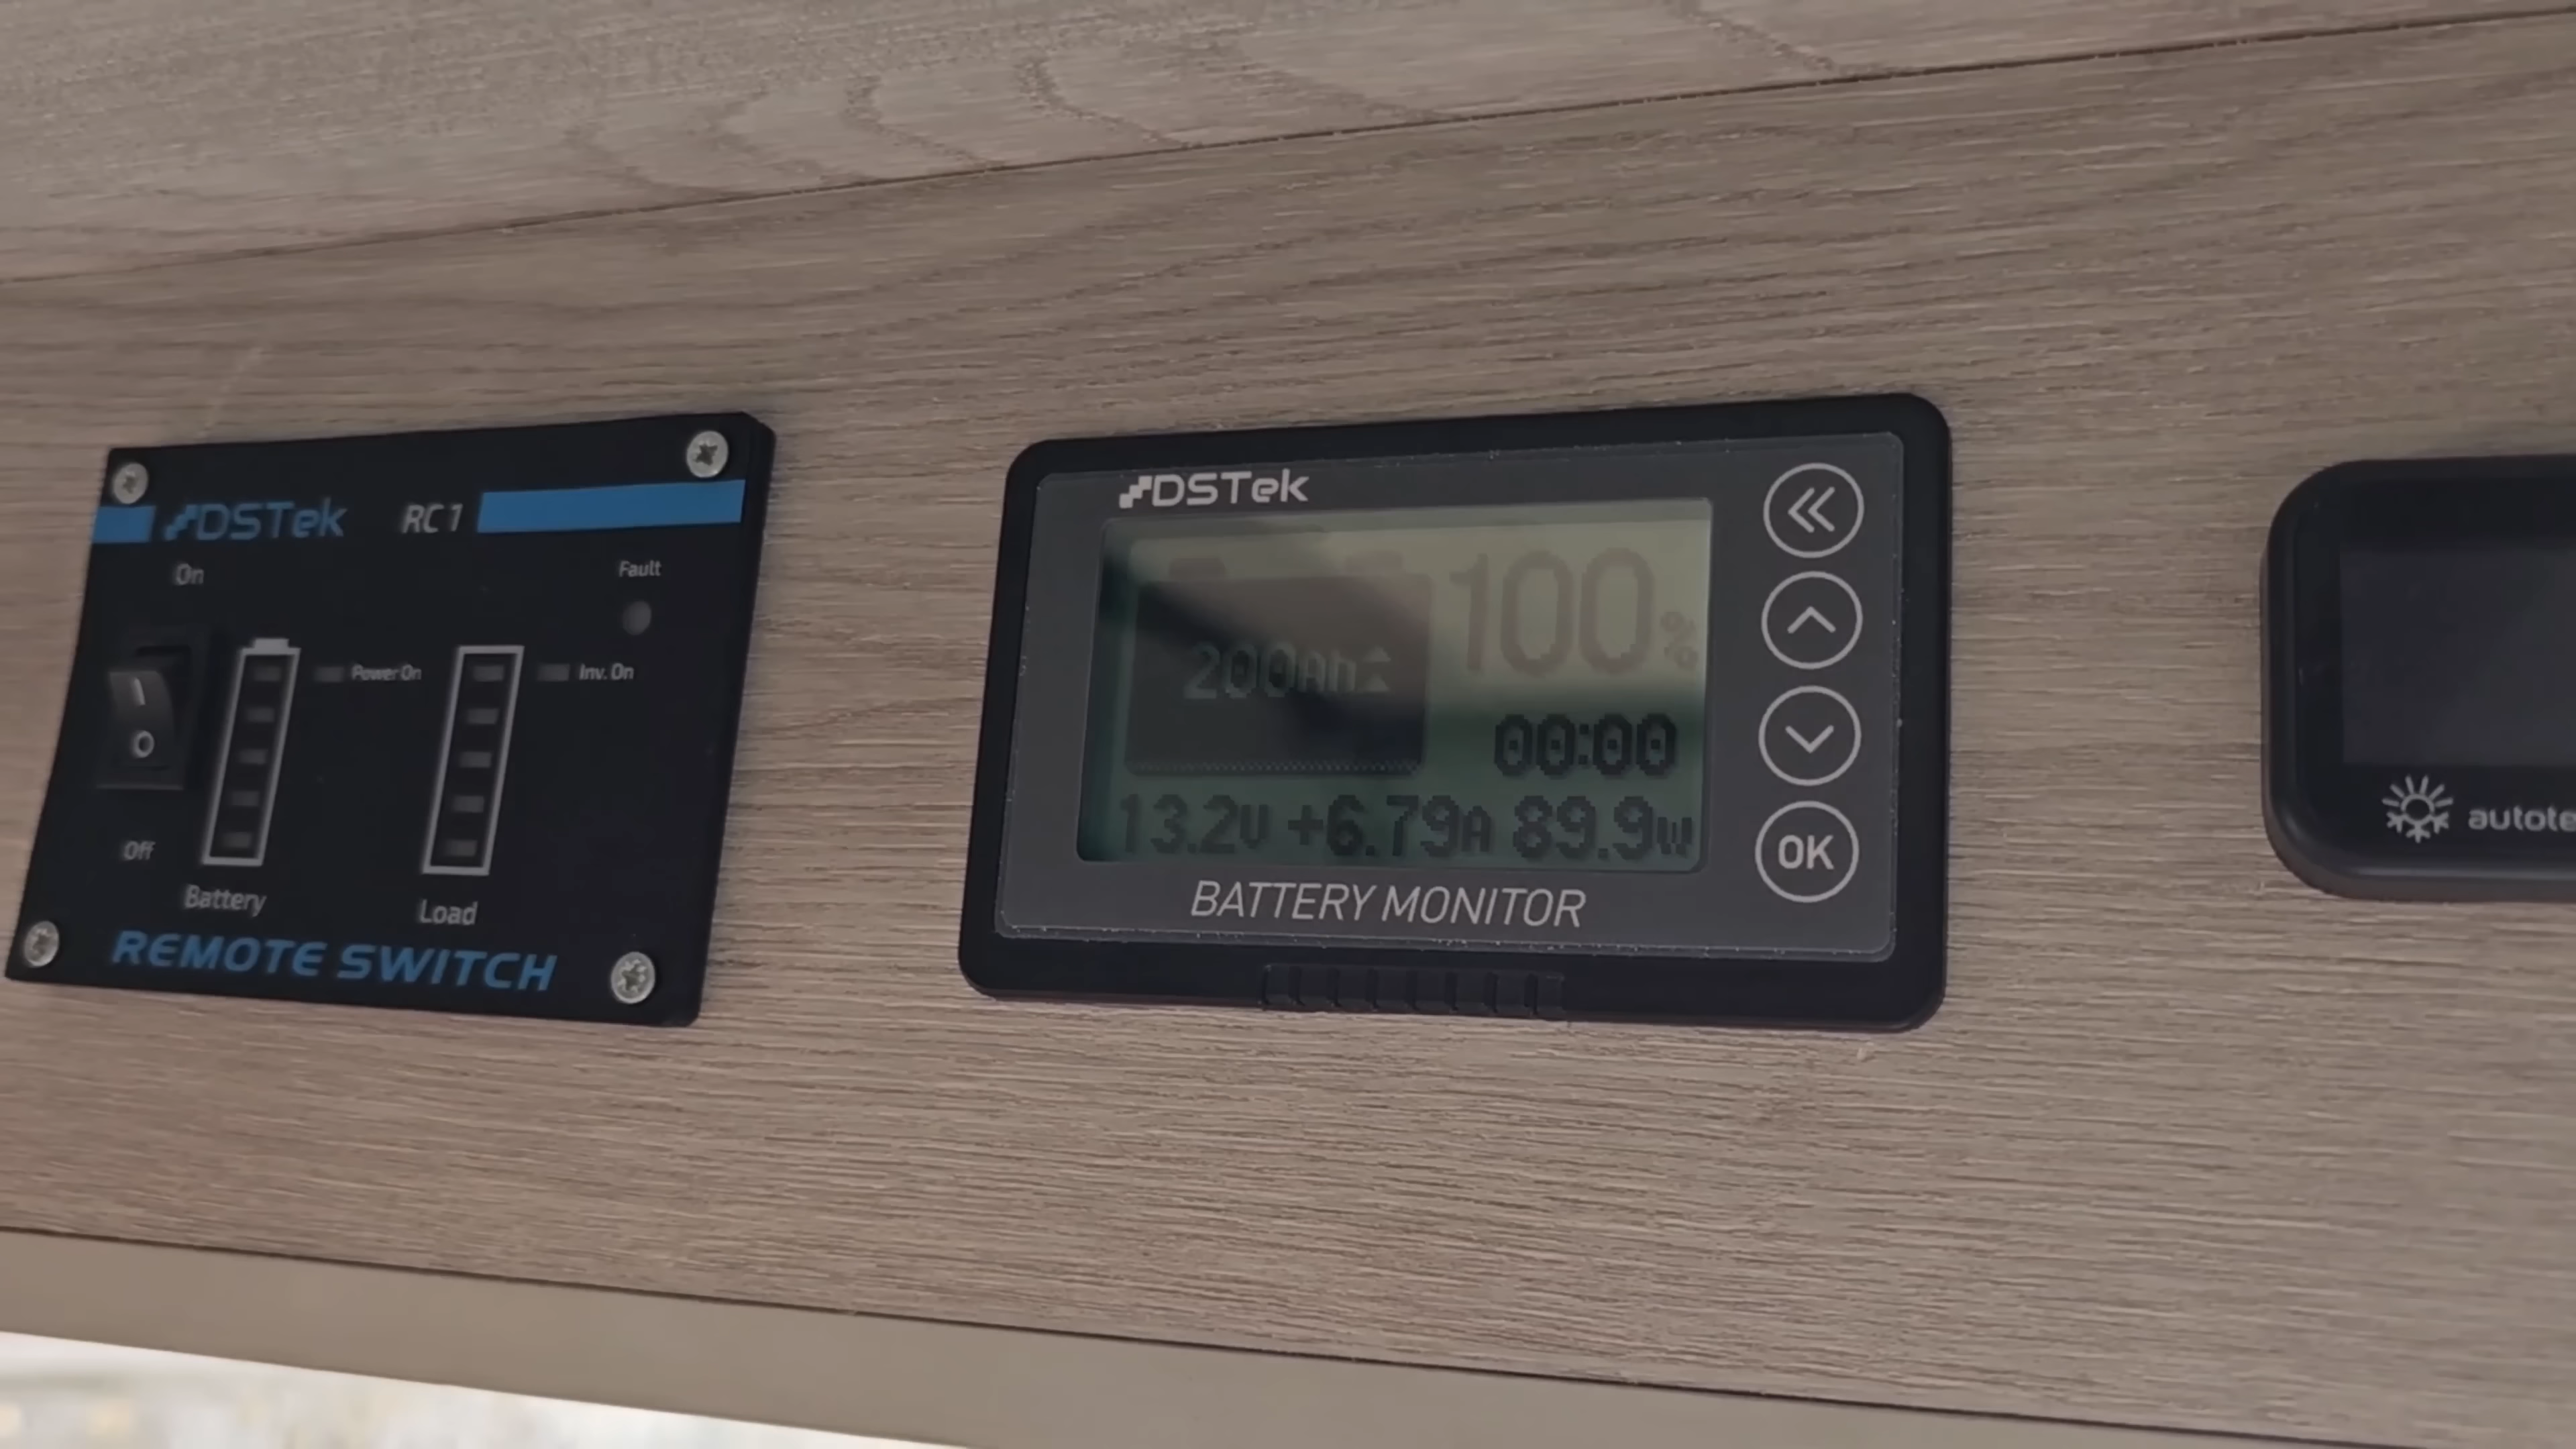 DSTek RC1
On
Fault
Power On
Inv. On
Off
Battery
Load
REMOTE SWITCH
DSTek
100%
200Ah
00:00
13.2V +6.79A 89.9W
OK
BATTERY MONITOR